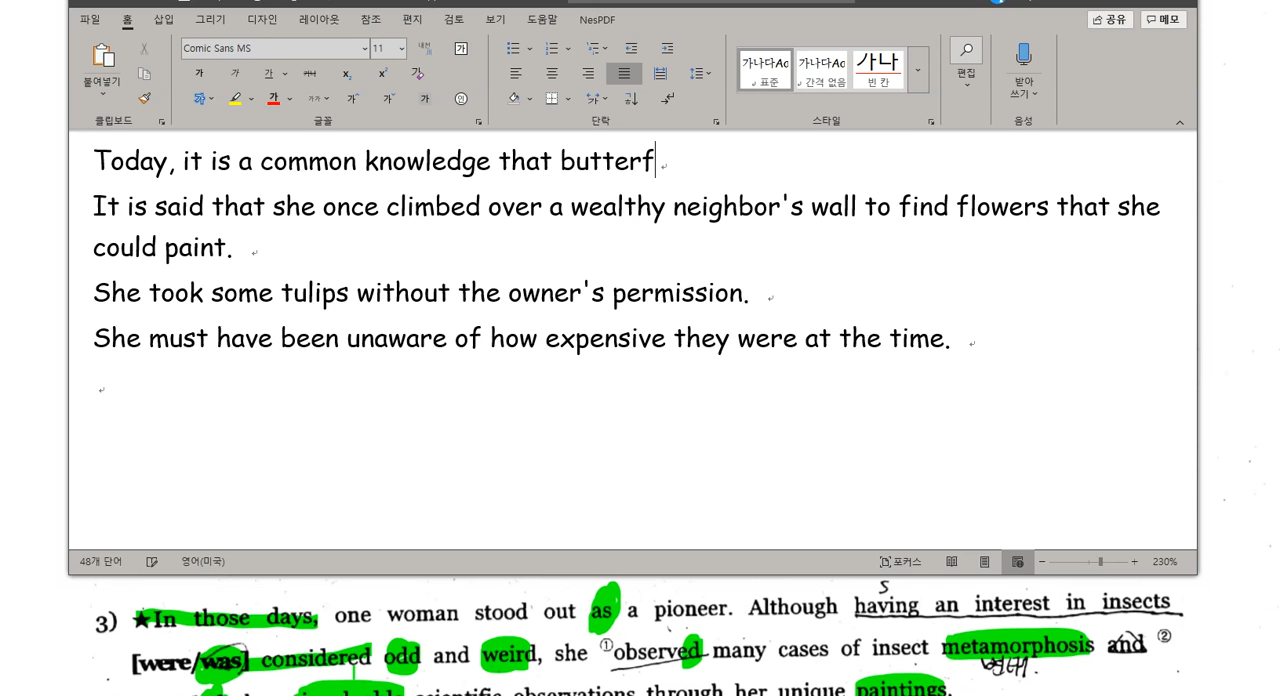 파일 홈 삽입 그리기 디자인 레이아웃 참조 편지 검토 보기 도움말 NesPDF 공유 메모
Comic Sans MS 11
붙여넣기
가나다Ac 가나다Ac 가나
표준 간격 없음 빈 칸
편집
받아
쓰기
클립보드 글꼴 단락 스타일 음성
Today, it is a common knowledge that butterf
It is said that she once climbed over a wealthy neighbor's wall to find flowers that she
could paint.
She took some tulips without the owner's permission.
She must have been unaware of how expensive they were at the time.
48개 단어 영어(미국) 포커스 230%
3) ★In those days, one woman stood out as a pioneer. Although having an interest in insects
[were/was] considered odd and weird, she ①observed many cases of insect metamorphosis and ②
scientific observations through her unique paintings.